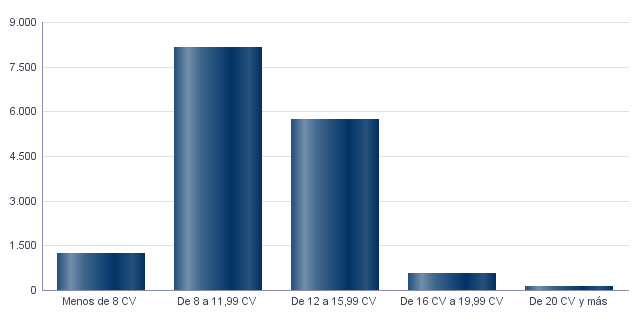 9.000
7.500
6.000
4.500
3.000
1.500
0
Menos de 8 CV
De 8 a 11,99 CV
De 12 a 15,99 CV
De 16 CV a 19,99 CV
De 20 CV y más